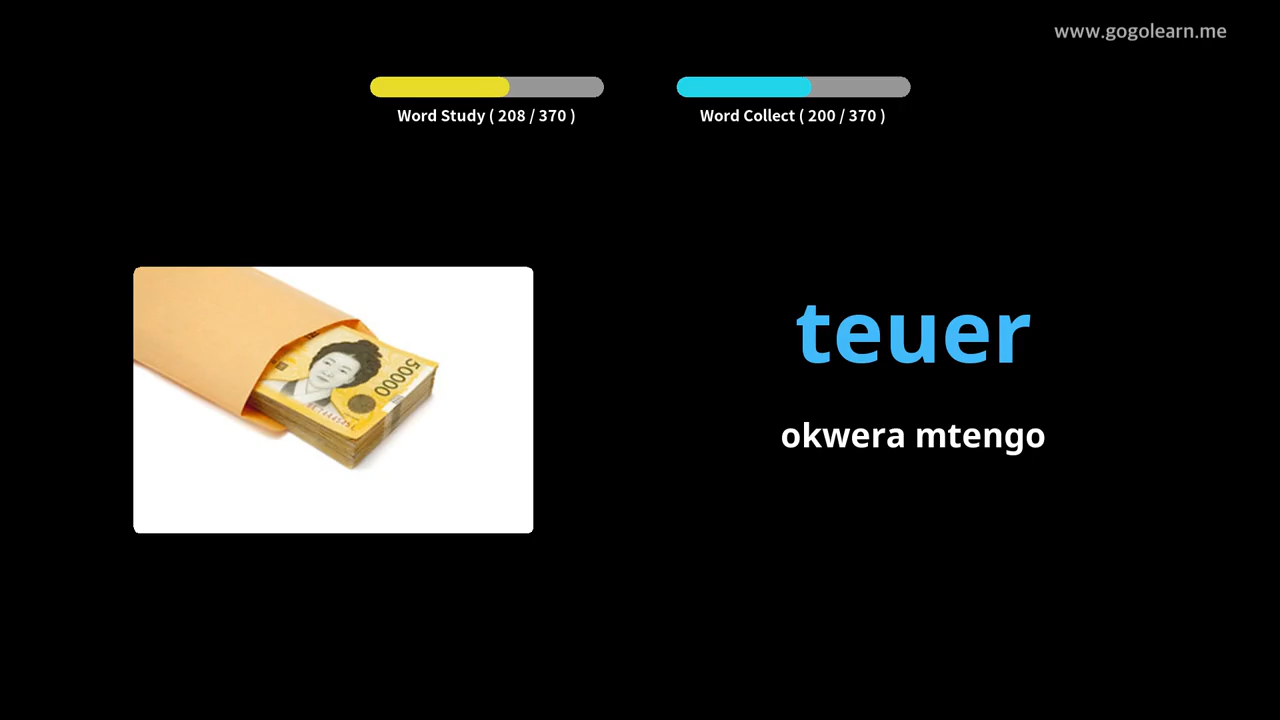 www.gogolearn.me
Word Study ( 208 / 370 )
Word Collect ( 200 / 370 )
50000
teuer
okwera mtengo